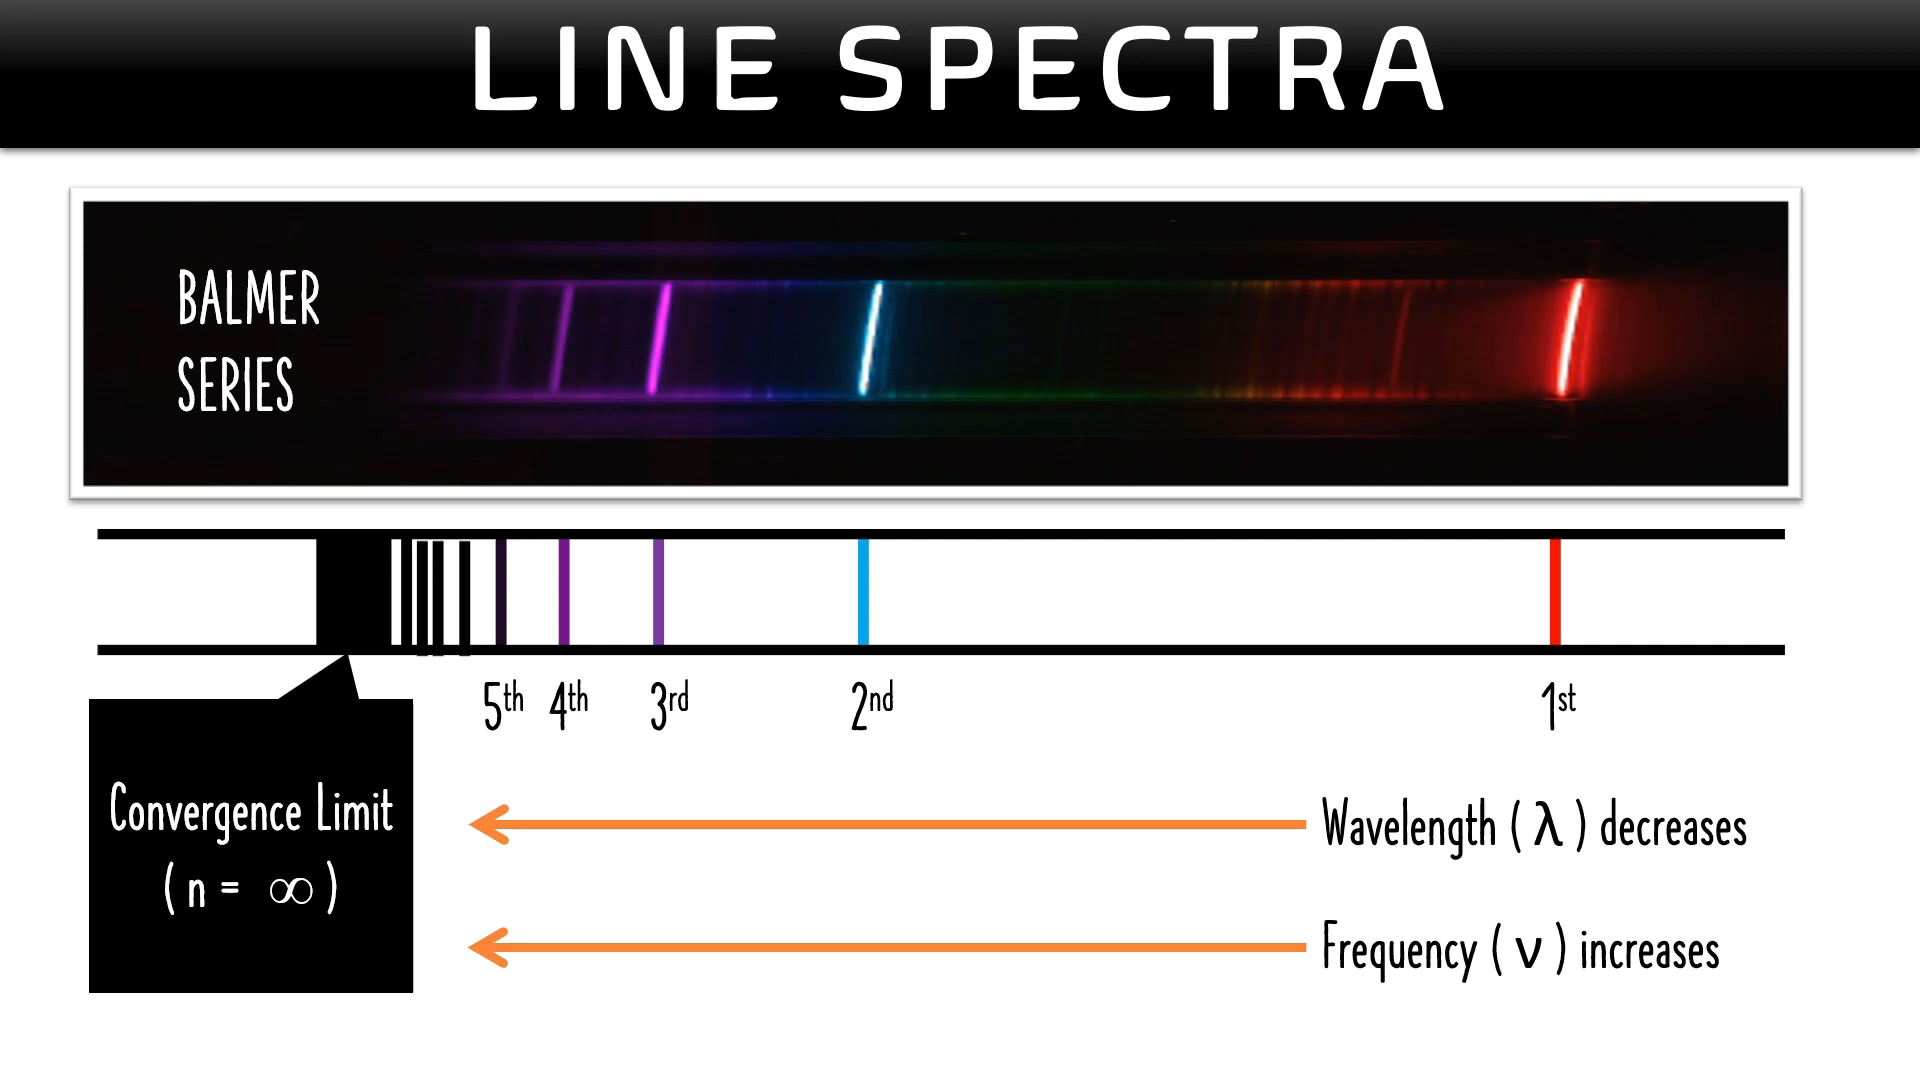 LINE SPECTRA
BALMER
SERIES
5th 4th 3rd 2nd 1st
Convergence Limit
( n = ∞ )
Wavelength ( λ ) decreases
Frequency ( ν ) increases